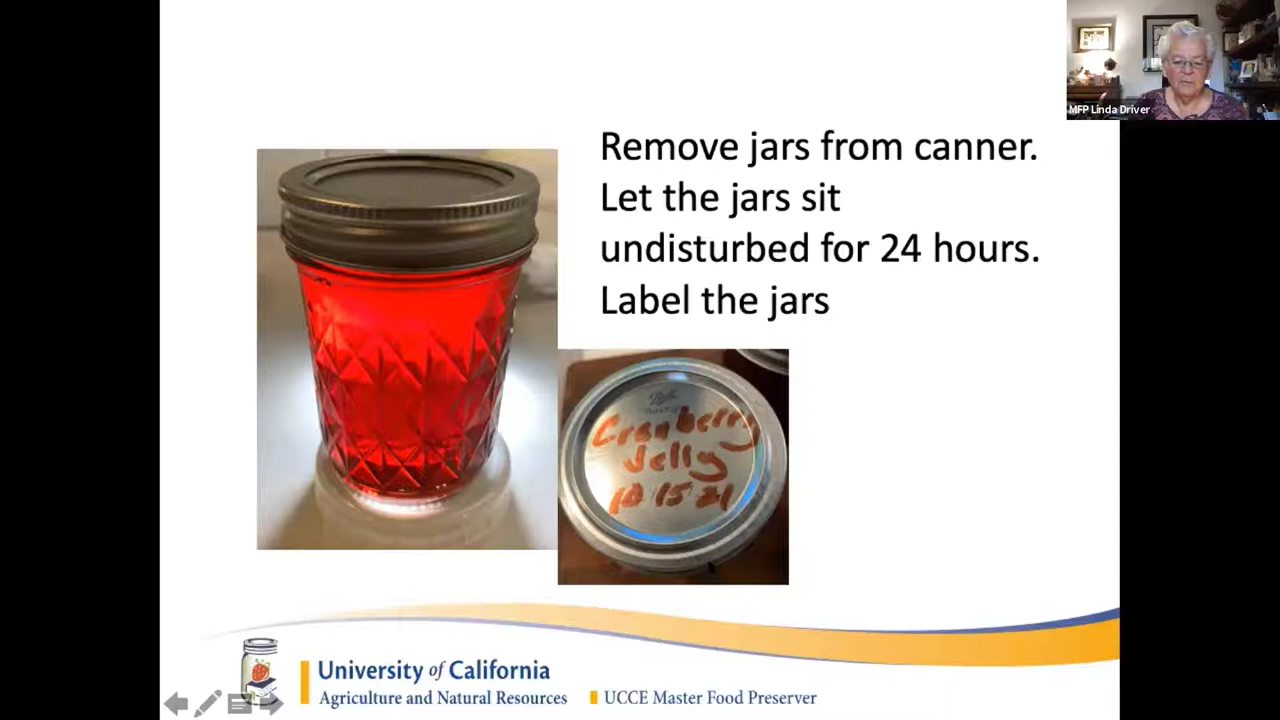 MFP Linda Driver
Remove jars from canner.
Let the jars sit
undisturbed for 24 hours.
Label the jars
Ball
Cranberry
Jelly
10 15 21
University of California
Agriculture and Natural Resources
UCCE Master Food Preserver